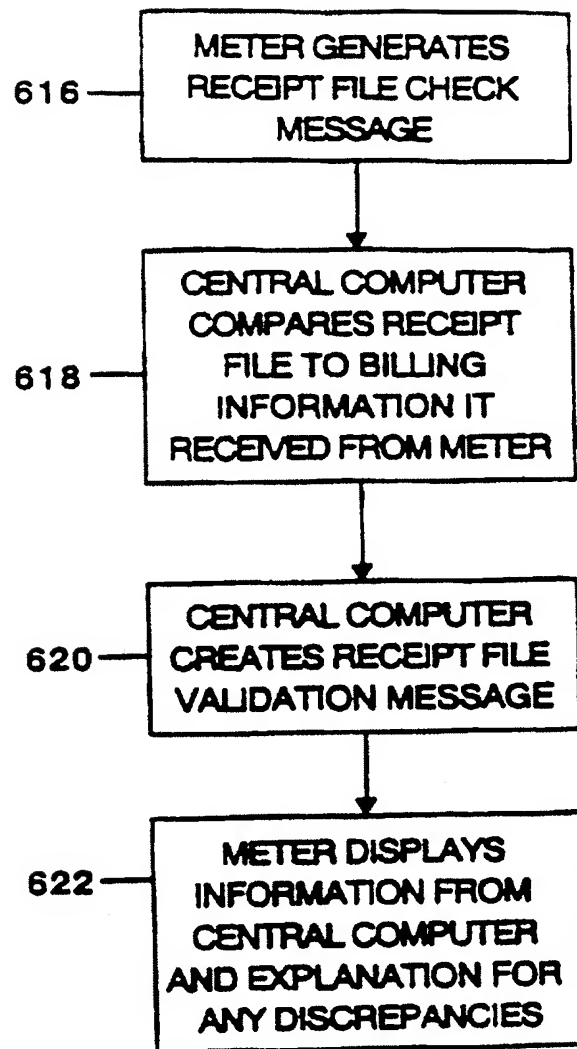 616
METER GENERATES
RECEIPT FILE CHECK
MESSAGE
618
CENTRAL COMPUTER
COMPARES RECEIPT
FILE TO BILLING
INFORMATION IT
RECEIVED FROM METER
620
CENTRAL COMPUTER
CREATES RECEIPT FILE
VALIDATION MESSAGE
622
METER DISPLAYS
INFORMATION FROM
CENTRAL COMPUTER
AND EXPLANATION FOR
ANY DISCREPANCIES